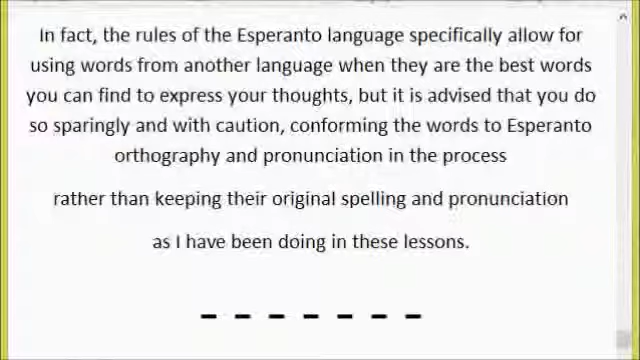 In fact, the rules of the Esperanto language specifically allow for
using words from another language when they are the best words
you can find to express your thoughts, but it is advised that you do
so sparingly and with caution, conforming the words to Esperanto
orthography and pronunciation in the process
rather than keeping their original spelling and pronunciation
as I have been doing in these lessons.
- - - - - - -